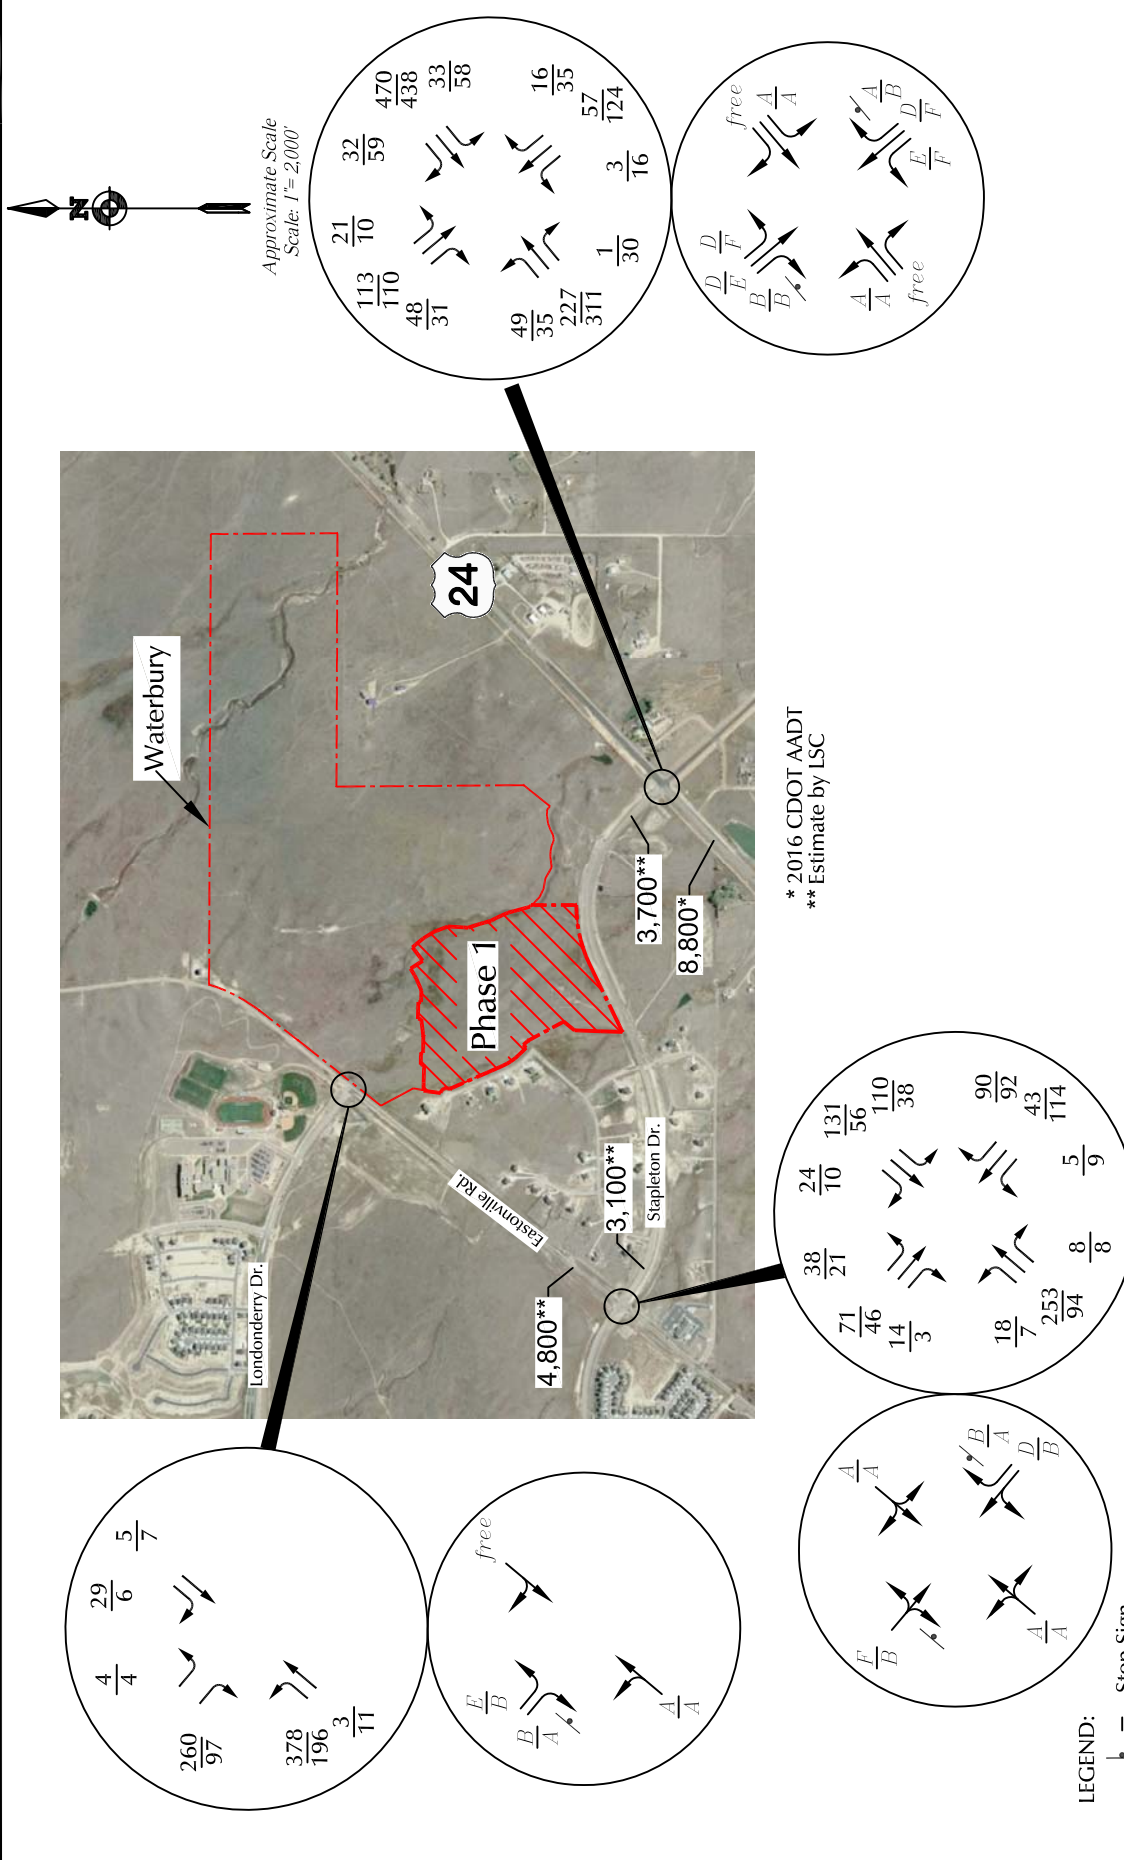 N
Approximate Scale
Scale: 1"= 2,000'
470
438
33
58
32
59
21
10
113
110
48
31
16
35
57
124
3
16
1
30
49
35
227
311
free
A
A
A
B
D
F
E
F
D
F
D
E
B
B
A
A
free
Waterbury
24
Phase 1
3,700**
8,800*
* 2016 CDOT AADT
** Estimate by LSC
Londonderry Dr.
Eastonville Rd.
Stapleton Dr.
3,100**
4,800**
5
7
29
6
4
4
260
97
378
196
3
11
free
E
B
B
A
A
A
110
38
131
56
24
10
38
21
71
46
14
3
90
92
43
114
5
9
8
8
253
94
18
7
A
A
B
A
D
B
F
B
A
A
LEGEND:
= Stop Sign